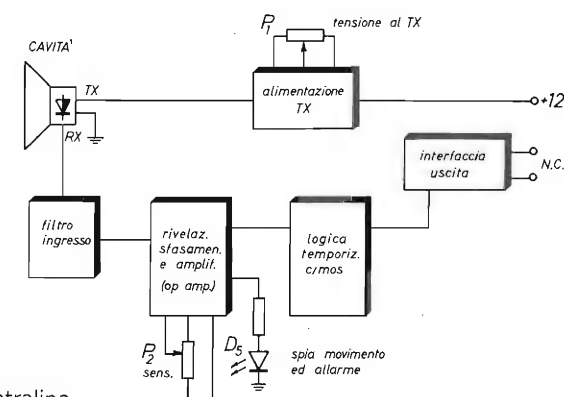 P1
tensione al TX
CAVITA'
TX
RX
alimentazione
TX
+12
interfaccia
uscita
N.C.
filtro
ingresso
rivelaz.
sfasamen.
e amplif.
(op amp.)
logica
temporiz.
c/mos
P2
sens.
D5
spia movimento
ed allarme